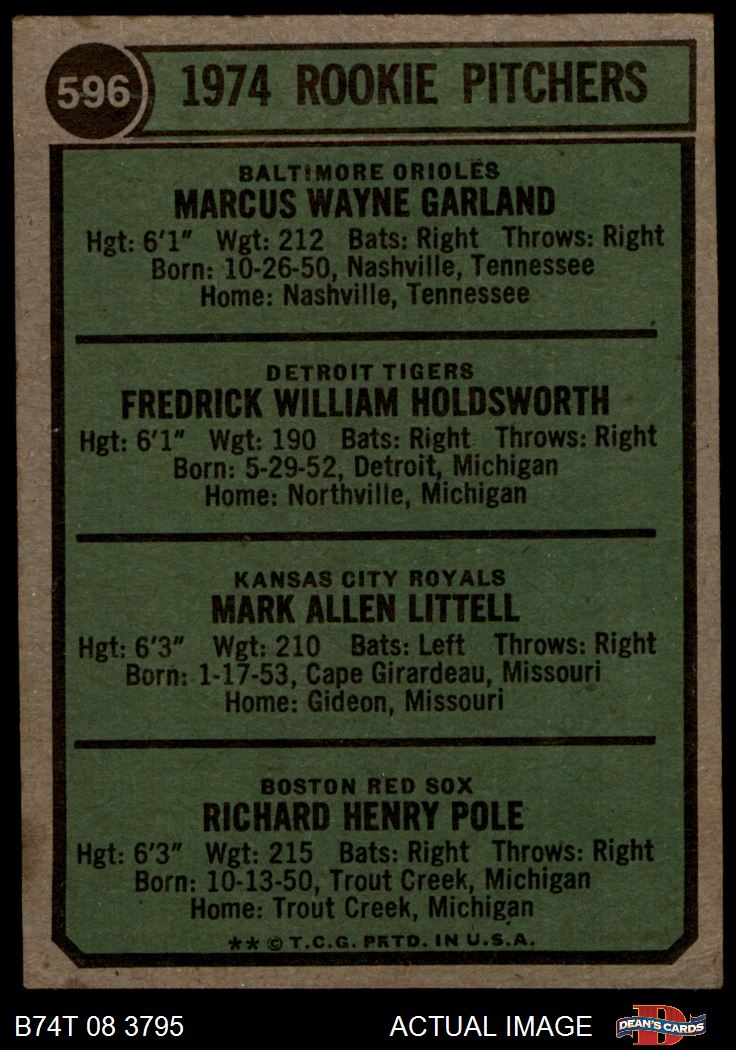 596
1974 ROOKIE PITCHERS
BALTIMORE ORIOLES
MARCUS WAYNE GARLAND
Hgt: 6'1" Wgt: 212 Bats: Right Throws: Right
Born: 10-26-50, Nashville, Tennessee
Home: Nashville, Tennessee
DETROIT TIGERS
FREDRICK WILLIAM HOLDSWORTH
Hgt: 6'1" Wgt: 190 Bats: Right Throws: Right
Born: 5-29-52, Detroit, Michigan
Home: Northville, Michigan
KANSAS CITY ROYALS
MARK ALLEN LITTELL
Hgt: 6'3" Wgt: 210 Bats: Left Throws: Right
Born: 1-17-53, Cape Girardeau, Missouri
Home: Gideon, Missouri
BOSTON RED SOX
RICHARD HENRY POLE
Hgt: 6'3" Wgt: 215 Bats: Right Throws: Right
Born: 10-13-50, Trout Creek, Michigan
Home: Trout Creek, Michigan
** © T.C.G. PRTD. IN U.S.A.
B74T 08 3795 ACTUAL IMAGE
D
DEAN'S CARDS